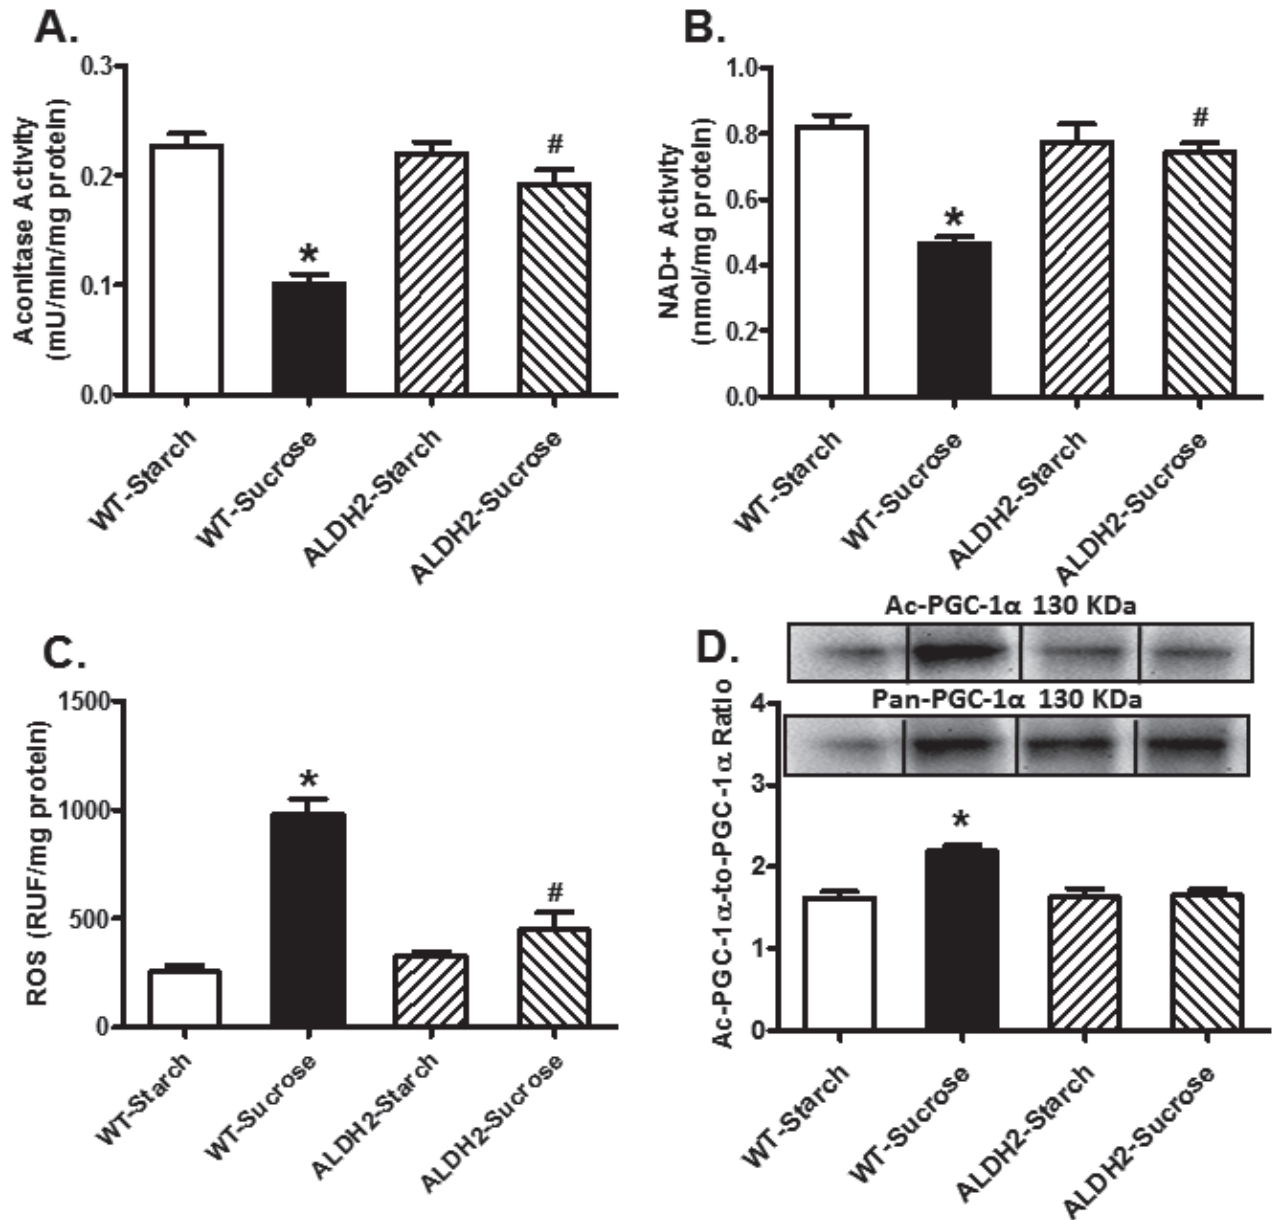 A.
Aconitase Activity
(mU/min/mg protein)
0.3
0.2
0.1
0.0
*
#
WT-Starch
WT-Sucrose
ALDH2-Starch
ALDH2-Sucrose
B.
NAD+ Activity
(nmol/mg protein)
1.0
0.8
0.6
0.4
0.2
0.0
*
#
WT-Starch
WT-Sucrose
ALDH2-Starch
ALDH2-Sucrose
C.
ROS (RUF/mg protein)
1500
1000
500
0
*
#
WT-Starch
WT-Sucrose
ALDH2-Starch
ALDH2-Sucrose
D.
Ac-PGC-1α 130 KDa
Pan-PGC-1α 130 KDa
Ac-PGC-1α-to-PGC-1α Ratio
4
3
2
1
0
*
WT-Starch
WT-Sucrose
ALDH2-Starch
ALDH2-Sucrose